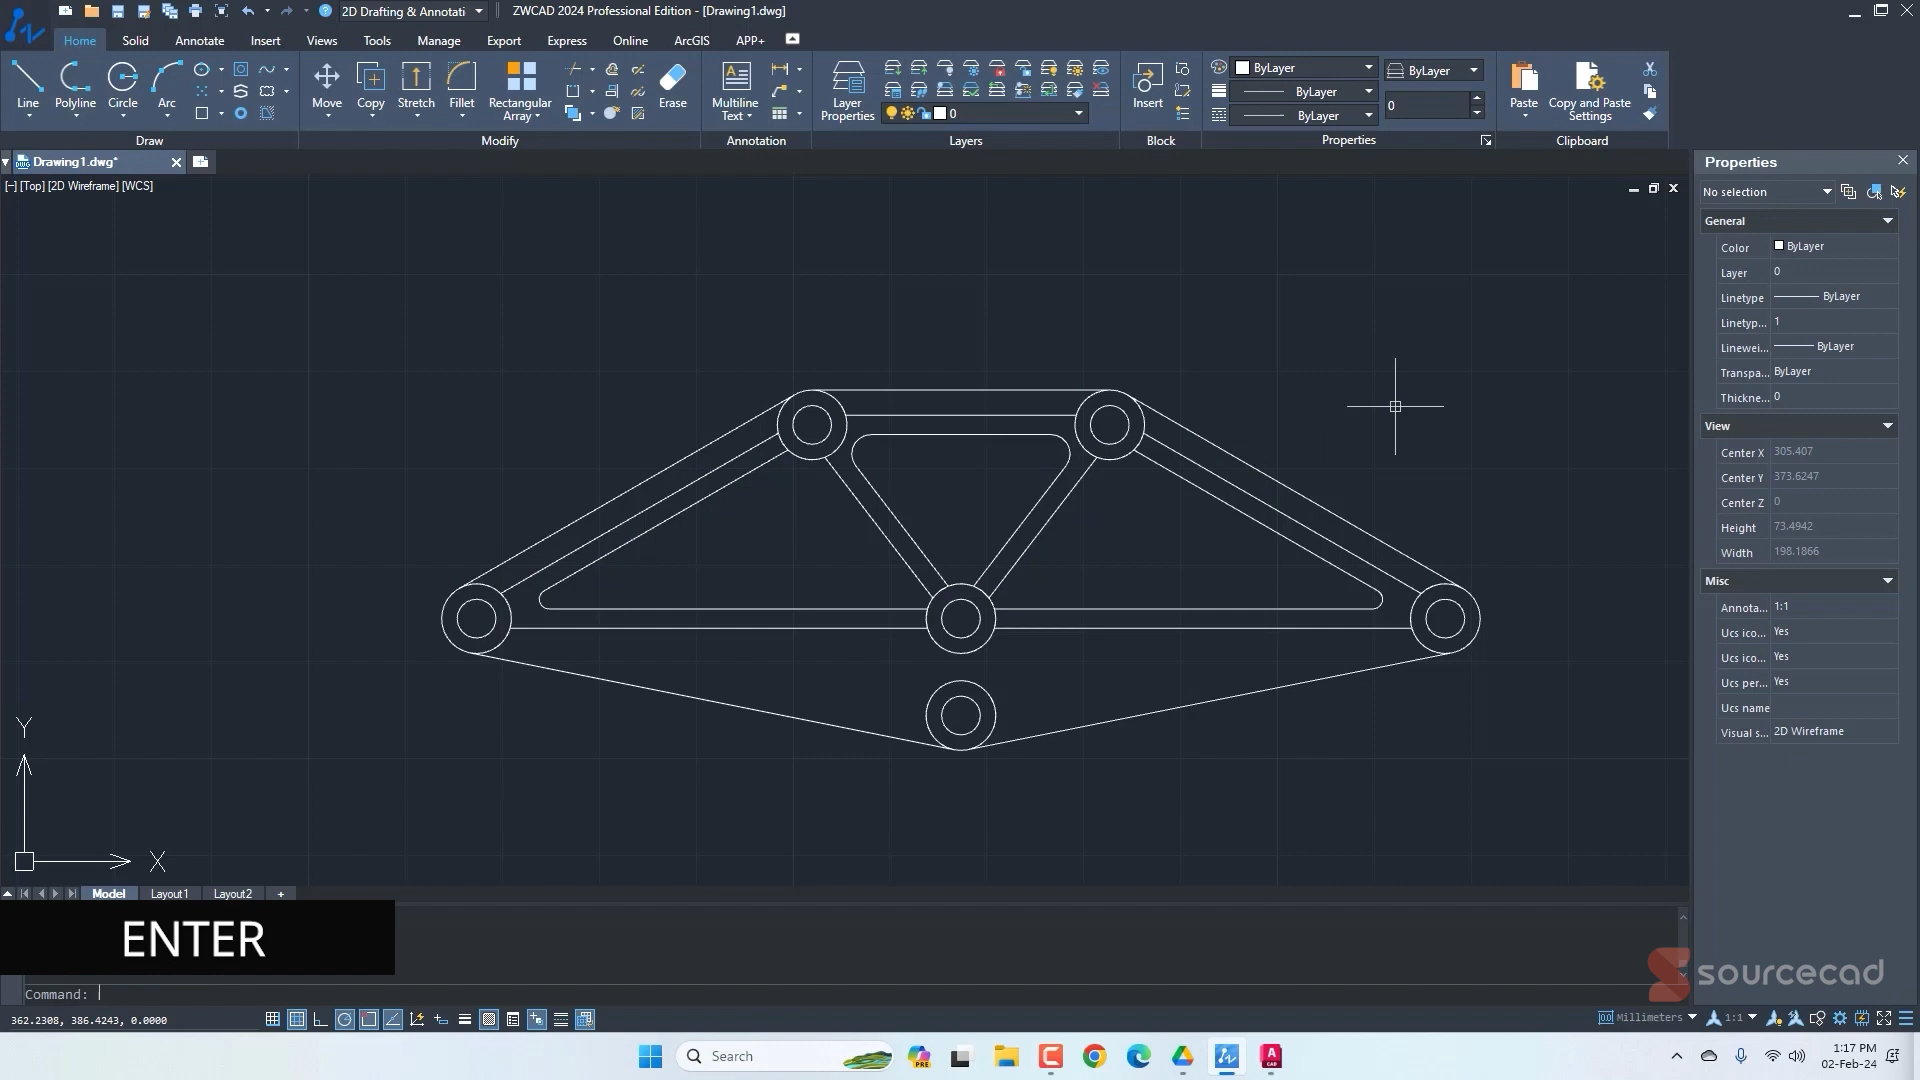 2D Drafting & Annotati
ZWCAD 2024 Professional Edition - [Drawing1.dwg]
Home Solid Annotate Insert Views Tools Manage Export Express Online ArcGIS APP+
Line Polyline Circle Arc
Move Copy Stretch Fillet Rectangular Array Erase
Multiline Text
Layer Properties
0
Insert
ByLayer
ByLayer
ByLayer
ByLayer
0
Paste
Copy and Paste Settings
Draw Modify Annotation Layers Block Properties Clipboard
Drawing1.dwg*
[−] [Top] [2D Wireframe] [WCS]
Properties
No selection
General
Color ByLayer
Layer 0
Linetype ByLayer
Linetyp... 1
Linewei... ByLayer
Transpa... ByLayer
Thickne... 0
View
Center X 305.407
Center Y 373.6247
Center Z 0
Height 73.4942
Width 198.1866
Misc
Annota... 1:1
Ucs ico... Yes
Ucs ico... Yes
Ucs per... Yes
Ucs name
Visual s... 2D Wireframe
Y
X
Model Layout1 Layout2 +
ENTER
sourcecad
Command:
362.2308, 386.4243, 0.0000
Millimeters
1:1
Search
PRE
1:17 PM
02-Feb-24